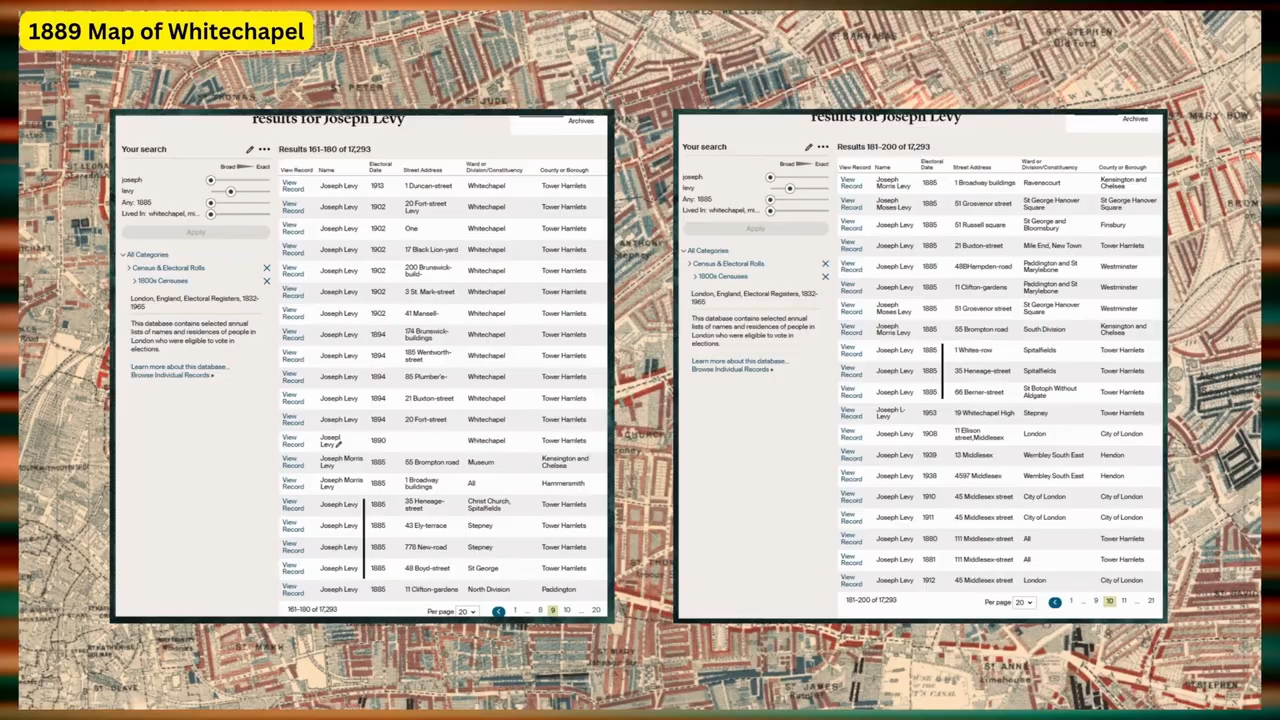 1889 Map of Whitechapel
results for Joseph Levy
Archives
Your search
Results 161-180 of 17,293
Broad Exact
joseph
levy
Any: 1885
Lived In: whitechapel, mi...
Apply
All Categories
Census & Electoral Rolls
1800s Censuses
London, England, Electoral Registers, 1832-
1965
This database contains selected annual
lists of names and residences of people in
London who were eligible to vote in
elections.
Learn more about this database...
Browse Individual Records
View Record Name Electoral Date Street Address Ward or Division/Constituency County or Borough
View Record Joseph Levy 1913 1 Duncan-street Whitechapel Tower Hamlets
View Record Joseph Levy 1902 20 Fort-street Levy Whitechapel Tower Hamlets
View Record Joseph Levy 1902 One Whitechapel Tower Hamlets
View Record Joseph Levy 1902 17 Black Lion-yard Whitechapel Tower Hamlets
View Record Joseph Levy 1902 200 Brunswick-build- Whitechapel Tower Hamlets
View Record Joseph Levy 1902 3 St. Mark-street Whitechapel Tower Hamlets
View Record Joseph Levy 1902 41 Mansell- Whitechapel Tower Hamlets
View Record Joseph Levy 1894 174 Brunswick-buildings Whitechapel Tower Hamlets
View Record Joseph Levy 1894 185 Wentworth-street Whitechapel Tower Hamlets
View Record Joseph Levy 1894 85 Plumber'e- Whitechapel Tower Hamlets
View Record Joseph Levy 1894 21 Buxton-street Whitechapel Tower Hamlets
View Record Joseph Levy 1894 20 Fort-street Whitechapel Tower Hamlets
View Record Josepl Levy 1890 Whitechapel Tower Hamlets
View Record Joseph Morris Levy 1885 55 Brompton road Museum Kensington and Chelsea
View Record Joseph Morris Levy 1885 1 Broadway buildings All Hammersmith
View Record Joseph Levy 1885 35 Heneage-street Christ Church, Spitalfields Tower Hamlets
View Record Joseph Levy 1885 43 Ely-terrace Stepney Tower Hamlets
View Record Joseph Levy 1885 778 New-road Stepney Tower Hamlets
View Record Joseph Levy 1885 48 Boyd-street St George Tower Hamlets
View Record Joseph Levy 1885 11 Clifton-gardens North Division Paddington
161-180 of 17,293
Per page 20 1 ... 8 9 10 ... 20
results for Joseph Levy
Archives
Your search
Results 181-200 of 17,293
Broad Exact
joseph
levy
Any: 1885
Lived In: whitechapel, mi...
Apply
All Categories
Census & Electoral Rolls
1800s Censuses
London, England, Electoral Registers, 1832-
1965
This database contains selected annual
lists of names and residences of people in
London who were eligible to vote in
elections.
Learn more about this database...
Browse Individual Records
View Record Name Electoral Date Street Address Ward or Division/Constituency County or Borough
View Record Joseph Morris Levy 1885 1 Broadway buildings Ravenscourt Kensington and Chelsea
View Record Joseph Moses Levy 1885 51 Grosvenor street St George Hanover Square St George Hanover Square
View Record Joseph Levy 1885 51 Russell square St George and Bloomsbury Finsbury
View Record Joseph Levy 1885 21 Buxton-street Mile End, New Town Tower Hamlets
View Record Joseph Levy 1885 48BHampden-road Paddington and St Marylebone Westminster
View Record Joseph Levy 1885 11 Clifton-gardens Paddington and St Marylebone Westminster
View Record Joseph Moses Levy 1885 51 Grosvenor street St George Hanover Square Westminster
View Record Joseph Morris Levy 1885 55 Brompton road South Division Kensington and Chelsea
View Record Joseph Levy 1885 1 Whites-row Spitalfields Tower Hamlets
View Record Joseph Levy 1885 35 Heneage-street Spitalfields Tower Hamlets
View Record Joseph Levy 1885 66 Berner-street St Botoph Without Aldgate Tower Hamlets
View Record Joseph L- Levy 1953 19 Whitechapel High Stepney Tower Hamlets
View Record Joseph Levy 1908 11 Ellison street,Middlesex London City of London
View Record Joseph Levy 1939 13 Middlesex Wembley South East Hendon
View Record Joseph Levy 1938 4597 Middlesex Wembley South East Hendon
View Record Joseph Levy 1910 45 Middlesex street City of London City of London
View Record Joseph Levy 1911 45 Middlesex street City of London City of London
View Record Joseph Levy 1880 111 Middlesex-street All Tower Hamlets
View Record Joseph Levy 1881 111 Middlesex-street All Tower Hamlets
View Record Joseph Levy 1912 45 Middlesex street London City of London
181-200 of 17,293
Per page 20 1 ... 9 10 11 ... 21
ST PETER
ST JUDE
ST STEPHEN
Old Ford
ST MARK
ST MARY
ST JAMES
ST ANNE
Limehouse